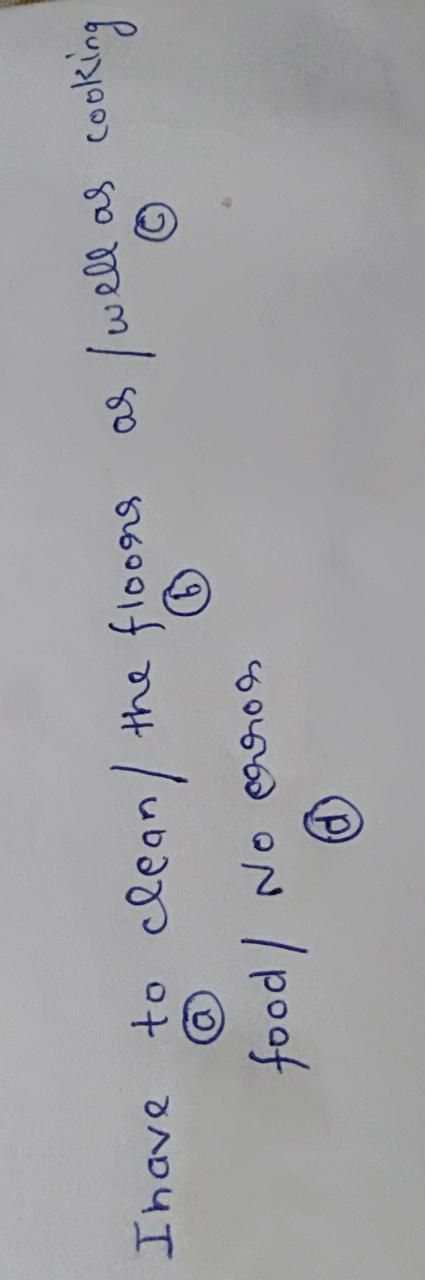 I have to clean / the floors as / well as cooking
(a) (b) (c)
food / No error
(d)